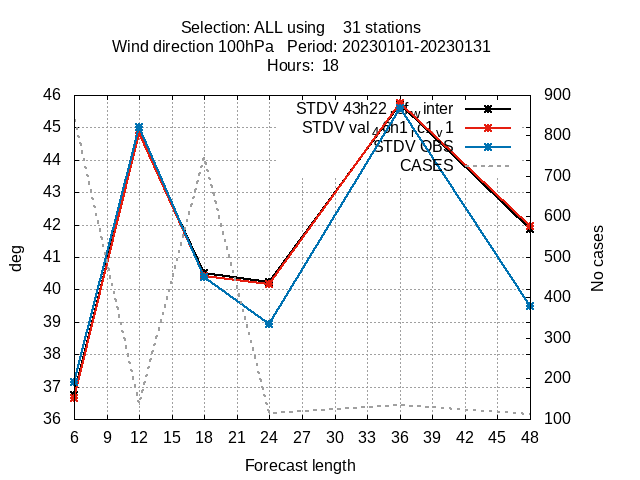 Selection: ALL using 31 stations
Wind direction 100hPa Period: 20230101-20230131
Hours: 18
STDV 43h22 inter
STDV val
STDV OBS
CASES
46
45
44
43
42
41
40
39
38
37
36
900
800
700
600
500
400
300
200
100
deg
No cases
6 9 12 15 18 21 24 27 30 33 36 39 42 45 48
Forecast length